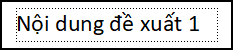 Nội dung đề xuất 1